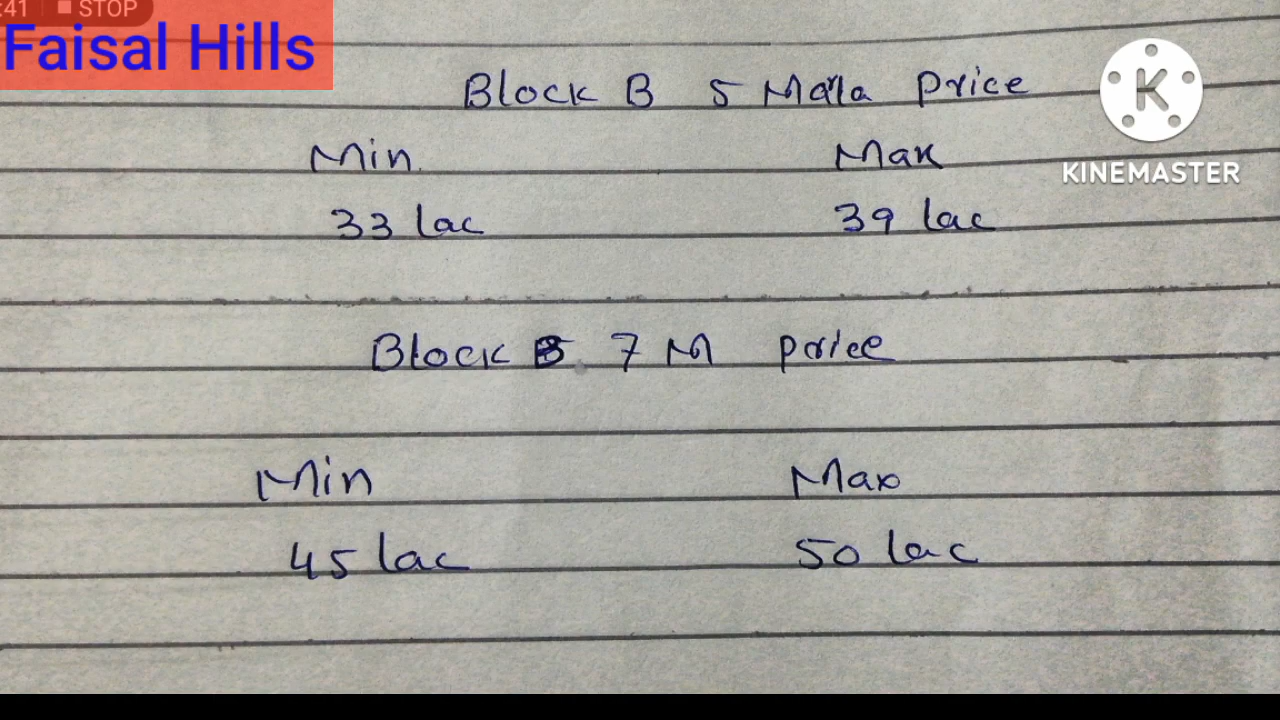 :41 STOP
Faisal Hills
Block B 5 Marla Price
Min. Max
33 lac 39 lac
K
KINEMASTER
Block B 7 M price
Min Max
45 lac 50 lac